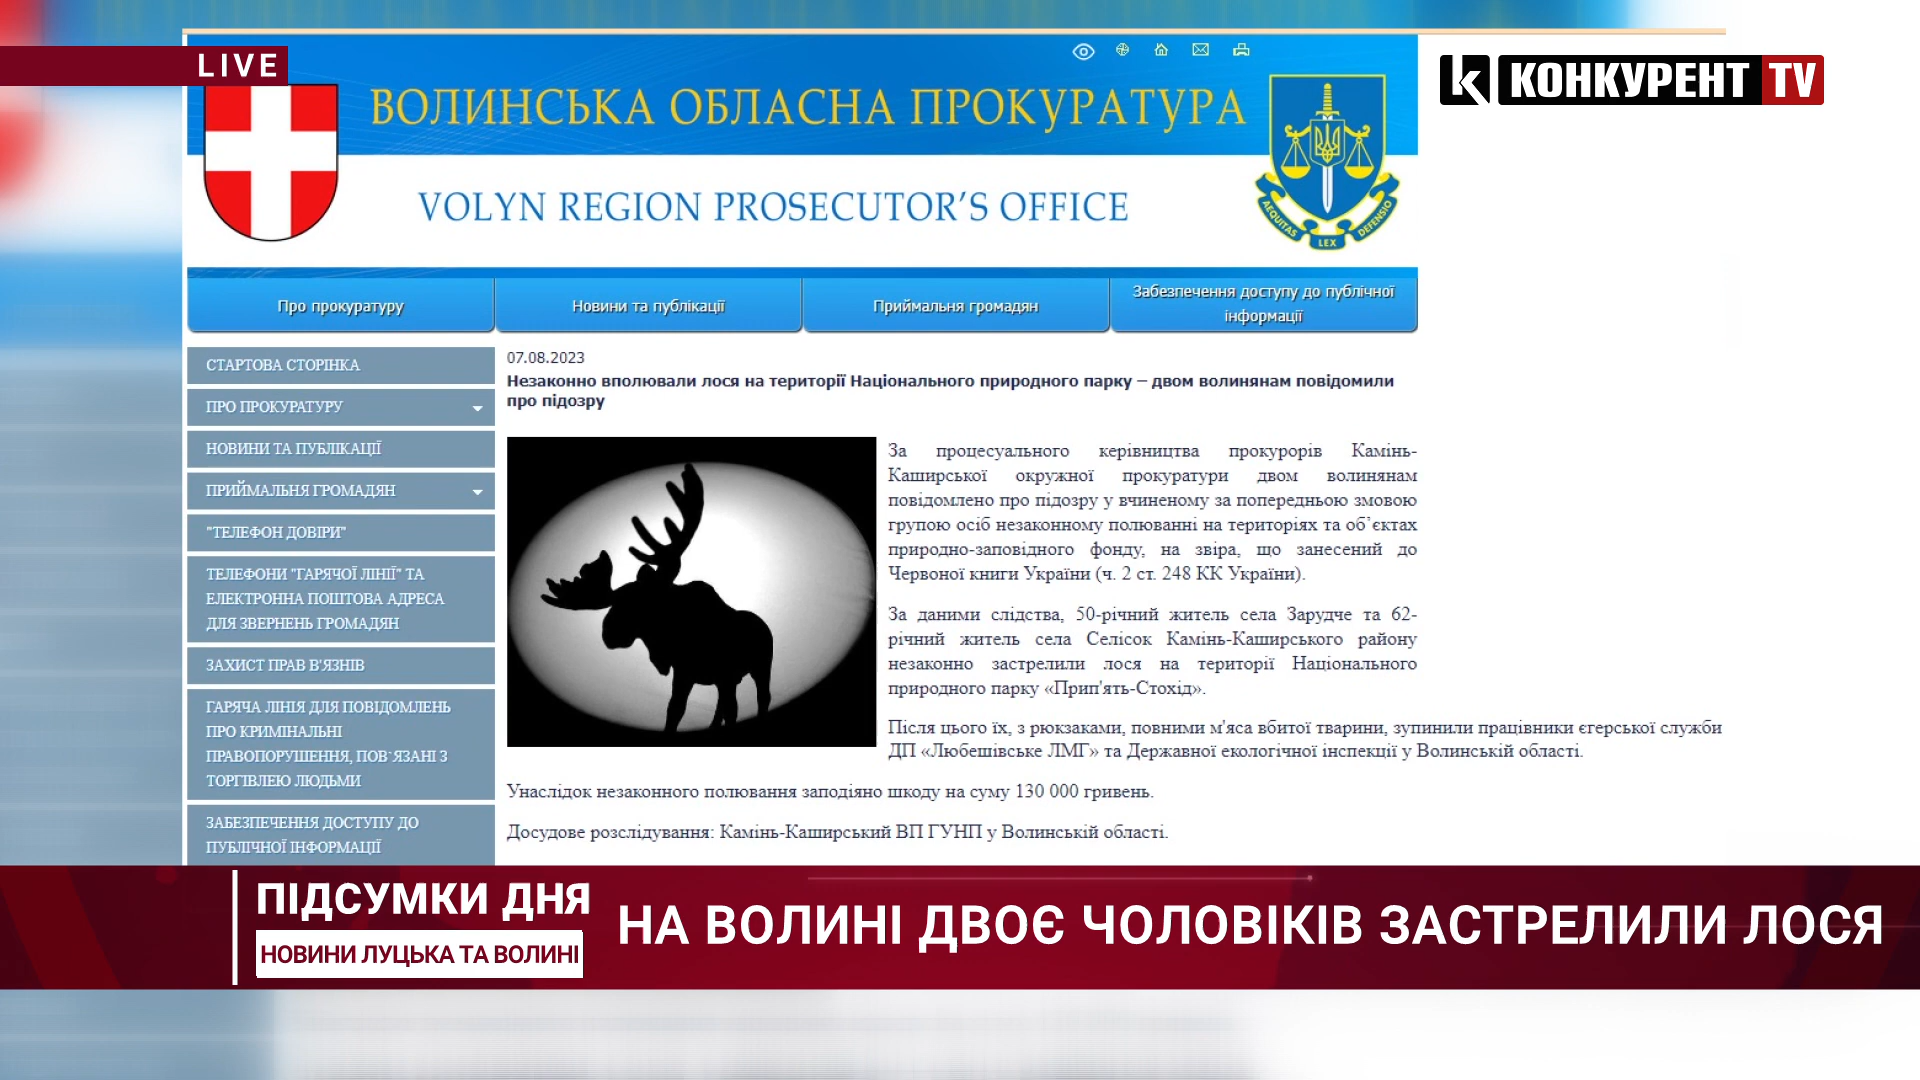 LIVE
КОНКУРЕНТ TV
ВОЛИНСЬКА ОБЛАСНА ПРОКУРАТУРА
VOLYN REGION PROSECUTOR’S OFFICE
AEQUITAS LEX DEFENSIO
Про прокуратуру
Новини та публікації
Приймальня громадян
Забезпечення доступу до публічної
інформації
СТАРТОВА СТОРІНКА
ПРО ПРОКУРАТУРУ
НОВИНИ ТА ПУБЛІКАЦІЇ
ПРИЙМАЛЬНЯ ГРОМАДЯН
"ТЕЛЕФОН ДОВІРИ"
ТЕЛЕФОНИ "ГАРЯЧОЇ ЛІНІЇ" ТА
ЕЛЕКТРОННА ПОШТОВА АДРЕСА
ДЛЯ ЗВЕРНЕНЬ ГРОМАДЯН
ЗАХИСТ ПРАВ В'ЯЗНІВ
ГАРЯЧА ЛІНІЯ ДЛЯ ПОВІДОМЛЕНЬ
ПРО КРИМІНАЛЬНІ
ПРАВОПОРУШЕННЯ, ПОВ`ЯЗАНІ З
ТОРГІВЛЕЮ ЛЮДЬМИ
ЗАБЕЗПЕЧЕННЯ ДОСТУПУ ДО
ПУБЛІЧНОЇ ІНФОРМАЦІЇ
07.08.2023
Незаконно вполювали лося на території Національного природного парку – двом волинянам повідомили
про підозру
За процесуального керівництва прокурорів Камінь-
Каширської окружної прокуратури двом волинянам
повідомлено про підозру у вчиненому за попередньою змовою
групою осіб незаконному полюванні на територіях та об’єктах
природно-заповідного фонду, на звіра, що занесений до
Червоної книги України (ч. 2 ст. 248 КК України).
За даними слідства, 50-річний житель села Зарудче та 62-
річний житель села Селісок Камінь-Каширського району
незаконно застрелили лося на території Національного
природного парку «Прип'ять-Стохід».
Після цього їх, з рюкзаками, повними м'яса вбитої тварини, зупинили працівники єгерської служби
ДП «Любешівське ЛМГ» та Державної екологічної інспекції у Волинській області.
Унаслідок незаконного полювання заподіяно шкоду на суму 130 000 гривень.
Досудове розслідування: Камінь-Каширський ВП ГУНП у Волинській області.
ПІДСУМКИ ДНЯ
НОВИНИ ЛУЦЬКА ТА ВОЛИНІ
НА ВОЛИНІ ДВОЄ ЧОЛОВІКІВ ЗАСТРЕЛИЛИ ЛОСЯ